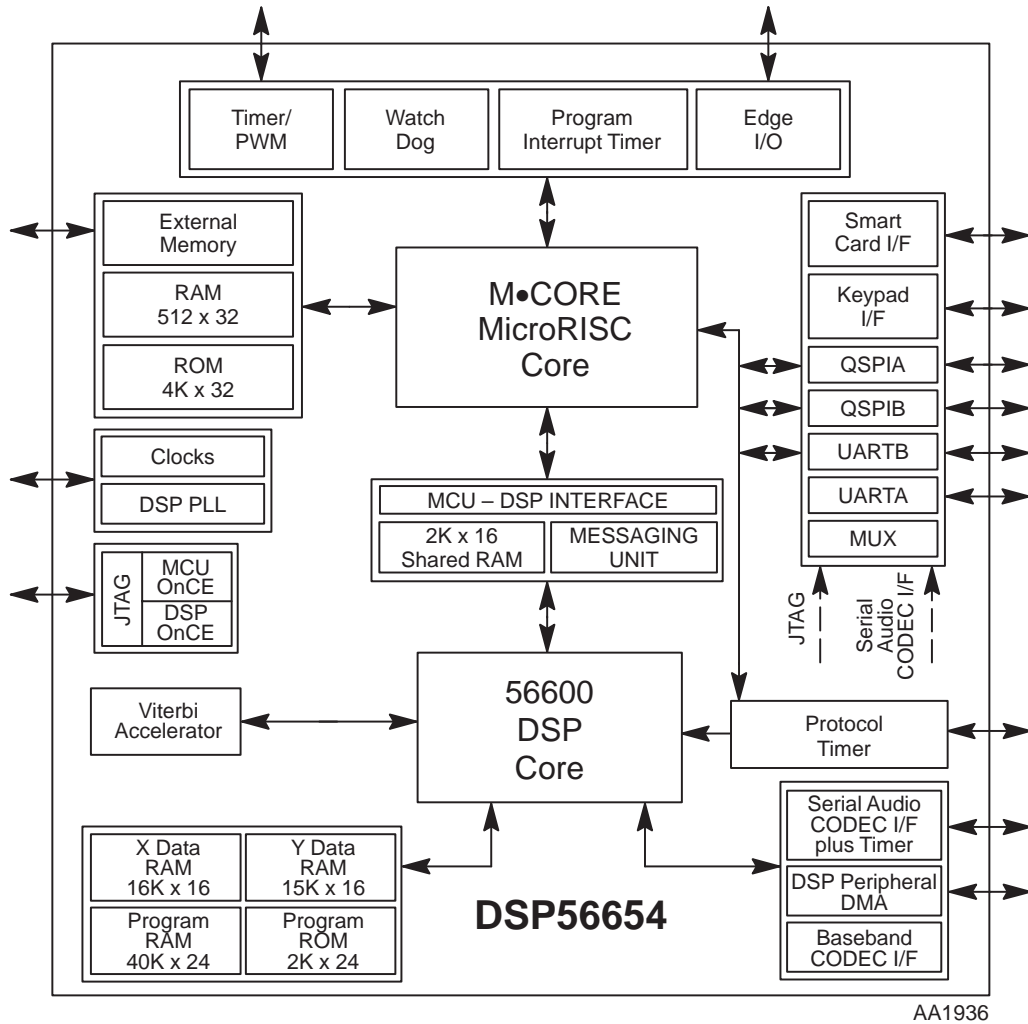 Timer/
PWM
Watch
Dog
Program
Interrupt Timer
Edge
I/O
External
Memory
RAM
512 x 32
ROM
4K x 32
M•CORE
MicroRISC
Core
Smart
Card I/F
Keypad
I/F
QSPIA
QSPIB
UARTB
UARTA
MUX
Clocks
DSP PLL
MCU – DSP INTERFACE
2K x 16
Shared RAM
MESSAGING
UNIT
JTAG
MCU
OnCE
DSP
OnCE
JTAG
Serial
Audio
CODEC I/F
Viterbi
Accelerator
56600
DSP
Core
Protocol
Timer
X Data
RAM
16K x 16
Y Data
RAM
15K x 16
Program
RAM
40K x 24
Program
ROM
2K x 24
DSP56654
Serial Audio
CODEC I/F
plus Timer
DSP Peripheral
DMA
Baseband
CODEC I/F
AA1936